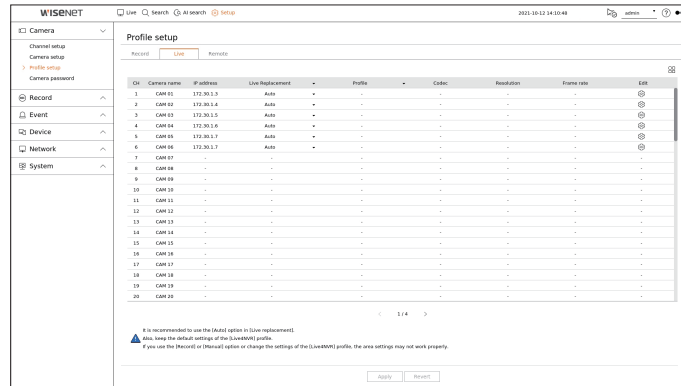 WISENET Live Search AI search Setup 2021-10-12 14:10:48 admin
Camera
Channel setup
Camera setup
Profile setup
Camera password
Record
Event
Device
Network
System
Profile setup
Record Live Remote
CH Camera name IP address Live Replacement Profile Codec Resolution Frame rate Edit
1 CAM 01 172.30.1.3 Auto - - - -
2 CAM 02 172.30.1.4 Auto - - - -
3 CAM 03 172.30.1.5 Auto - - - -
4 CAM 04 172.30.1.6 Auto - - - -
5 CAM 05 172.30.1.7 Auto - - - -
6 CAM 06 172.30.1.7 Auto - - - -
7 CAM 07 - - - - - - -
8 CAM 08 - - - - - - -
9 CAM 09 - - - - - - -
10 CAM 10 - - - - - - -
11 CAM 11 - - - - - - -
12 CAM 12 - - - - - - -
13 CAM 13 - - - - - - -
14 CAM 14 - - - - - - -
15 CAM 15 - - - - - - -
16 CAM 16 - - - - - - -
17 CAM 17 - - - - - - -
18 CAM 18 - - - - - - -
19 CAM 19 - - - - - - -
20 CAM 20 - - - - - - -
< 1 / 4 >
It is recommended to use the [Auto] option in [Live replacement].
Also, keep the default settings of the [Live4NVR] profile.
If you use the [Record] or [Manual] option or change the settings of the [Live4NVR] profile, the area settings may not work properly.
Apply Revert